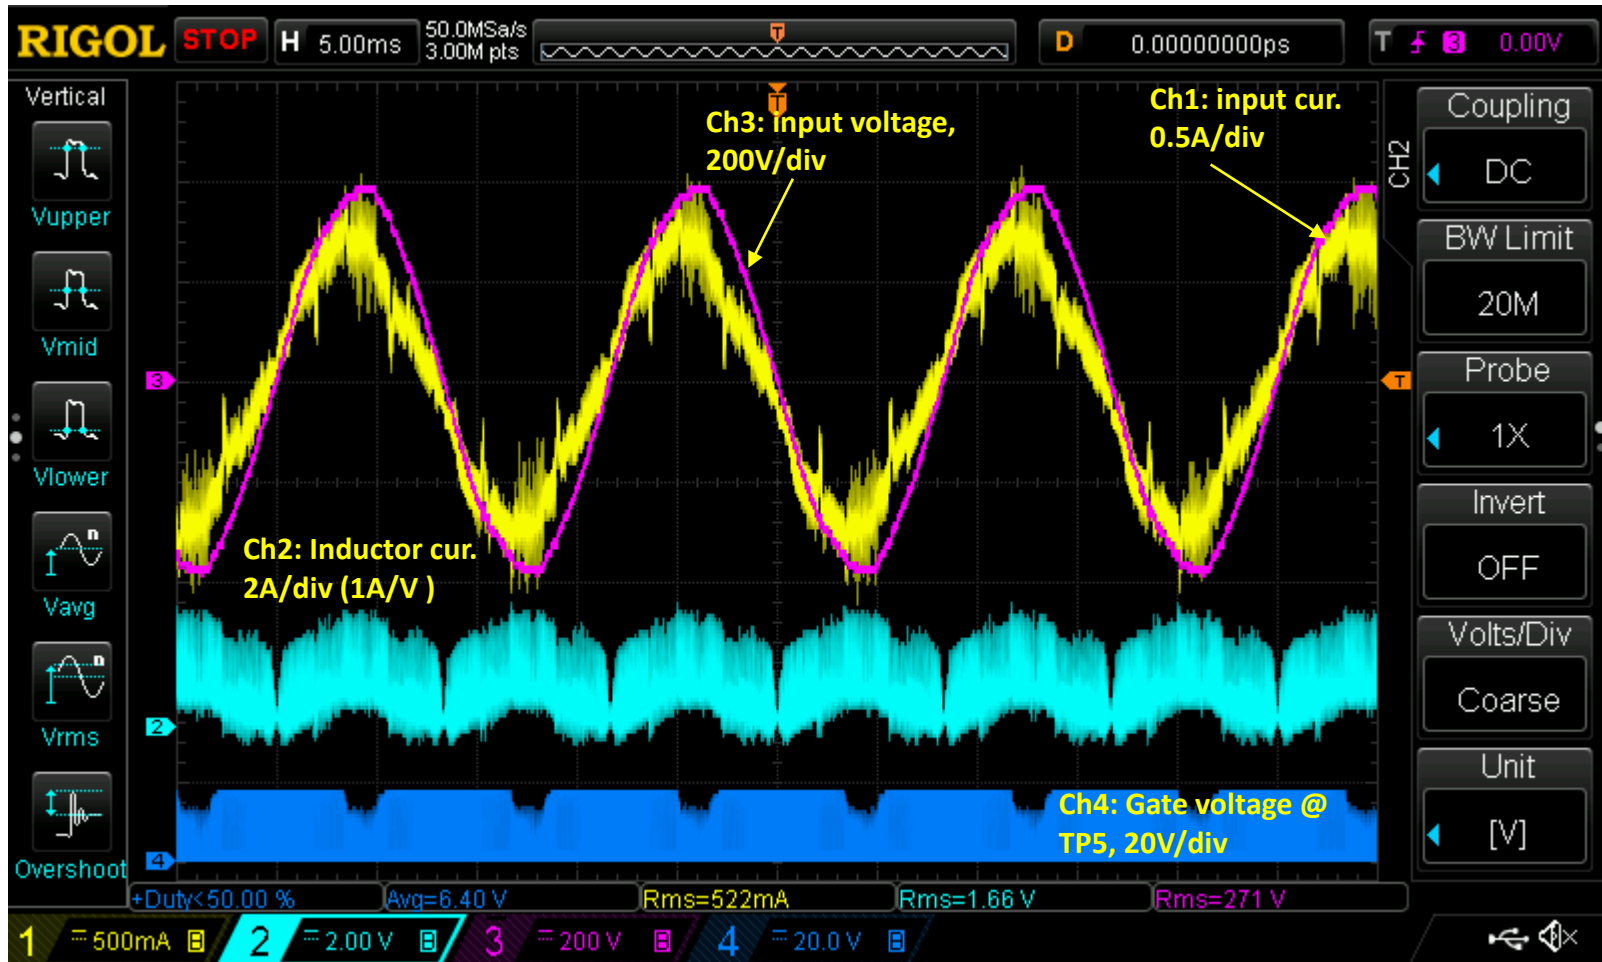 RIGOL STOP H 5.00ms 50.0MSa/s D 0.00000000ps T 3 0.00V
3.00M pts
T
Vertical
Vupper
Vmid
Vlower
Vavg
n
Vrms
n
Overshoot
Ch3: input voltage,
200V/div
Ch1: input cur.
0.5A/div
Ch2: Inductor cur.
2A/div (1A/V )
Ch4: Gate voltage @
TP5, 20V/div
T
3
T
2
4
CH2
Coupling
DC
BW Limit
20M
Probe
1X
Invert
OFF
Volts/Div
Coarse
Unit
[V]
+Duty<50.00 % Avg=6.40 V Rms=522mA Rms=1.66 V Rms=271 V
1 500mA B 2 2.00 V B 3 200 V B 4 20.0 V B